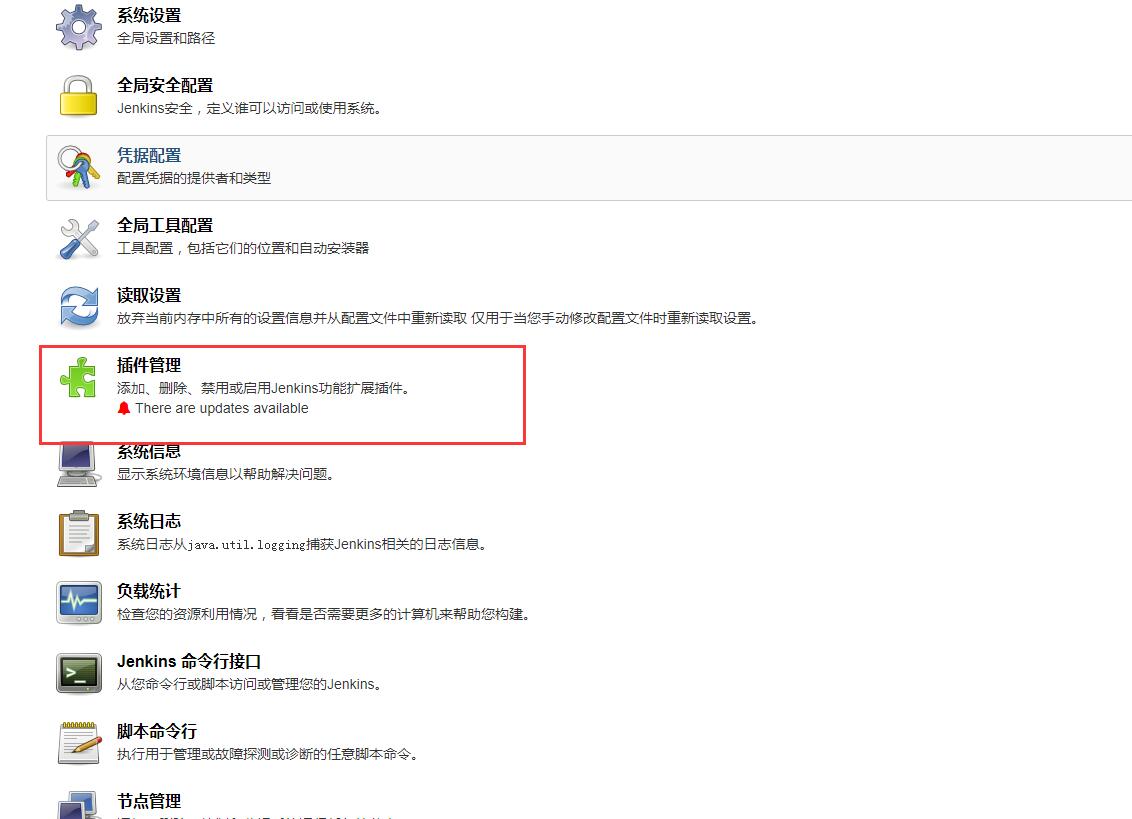 系统设置
全局设置和路径
全局安全配置
Jenkins安全，定义谁可以访问或使用系统。
凭据配置
配置凭据的提供者和类型
全局工具配置
工具配置，包括它们的位置和自动安装器
读取设置
放弃当前内存中所有的设置信息并从配置文件中重新读取 仅用于当您手动修改配置文件时重新读取设置。
插件管理
添加、删除、禁用或启用Jenkins功能扩展插件。
There are updates available
系统信息
显示系统环境信息以帮助解决问题。
系统日志
系统日志从java.util.logging捕获Jenkins相关的日志信息。
负载统计
检查您的资源利用情况，看看是否需要更多的计算机来帮助您构建。
Jenkins 命令行接口
从您命令行或脚本访问或管理您的Jenkins。
脚本命令行
执行用于管理或故障探测或诊断的任意脚本命令。
节点管理